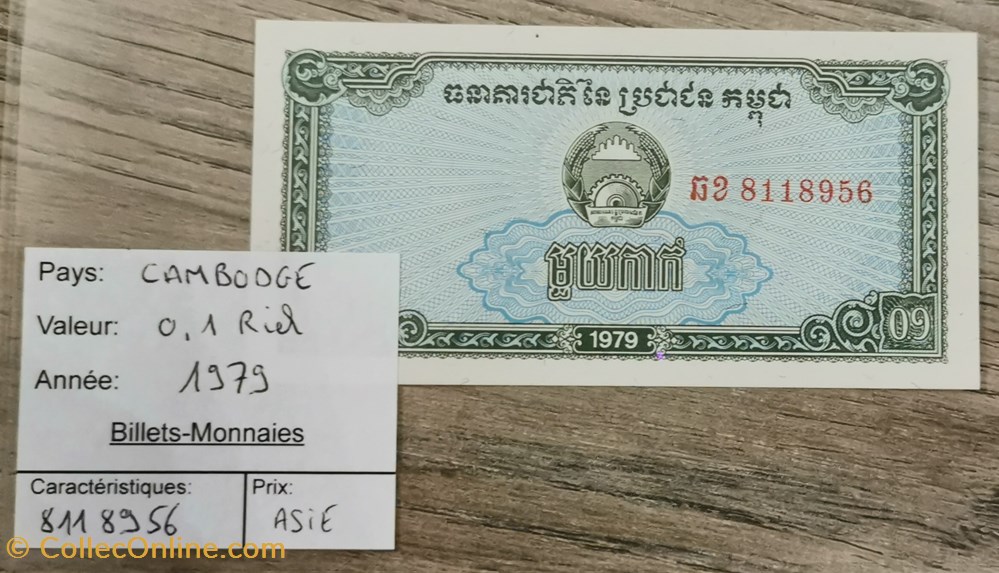 ធនាគារជាតិនៃ ប្រជាជន កម្ពុជា
ឆខ 8118956
មួយកាក់
1979
០១
Pays: CAMBODGE
Valeur: 0,1 Riel
Année: 1979
Billets-Monnaies
Caractéristiques: 8118956
Prix: ASiE
© CollecOnline.com